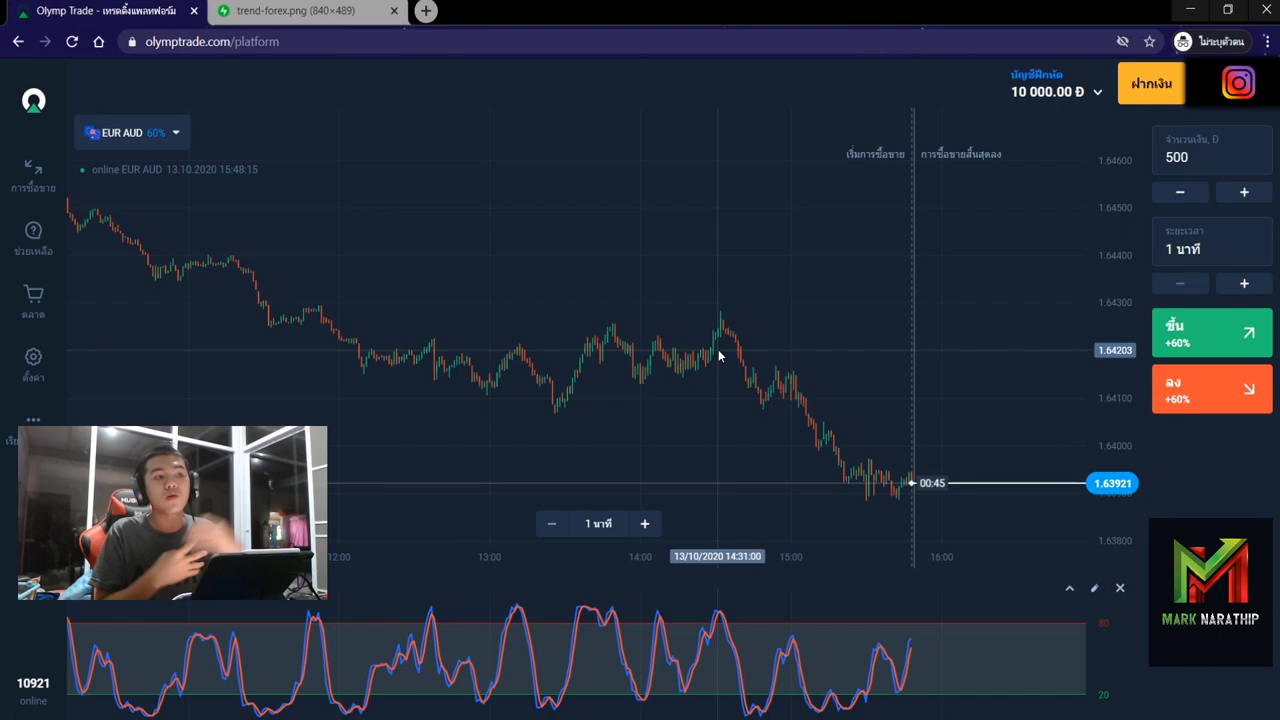 Olymp Trade - เทรดดิ้งแพลทฟอร์ม
trend-forex.png (840×489)
olymptrade.com/platform
ไม่ระบุตัวตน
บัญชีฝึกหัด
10 000.00 Đ
ฝากเงิน
EUR AUD 60%
online EUR AUD 13.10.2020 15:48:15
เริ่มการซื้อขาย
การซื้อขายสิ้นสุดลง
การซื้อขาย
ช่วยเหลือ
ตลาด
ตั้งค่า
1.64600
1.64500
1.64400
1.64300
1.64203
1.64100
1.64000
1.63921
1.63800
จำนวนเงิน, Đ
500
ระยะเวลา
1 นาที
ขึ้น
+60%
ลง
+60%
00:45
1 นาที
12:00
13:00
14:00
13/10/2020 14:31:00
15:00
16:00
80
20
MARK NARATHIP
10921
online